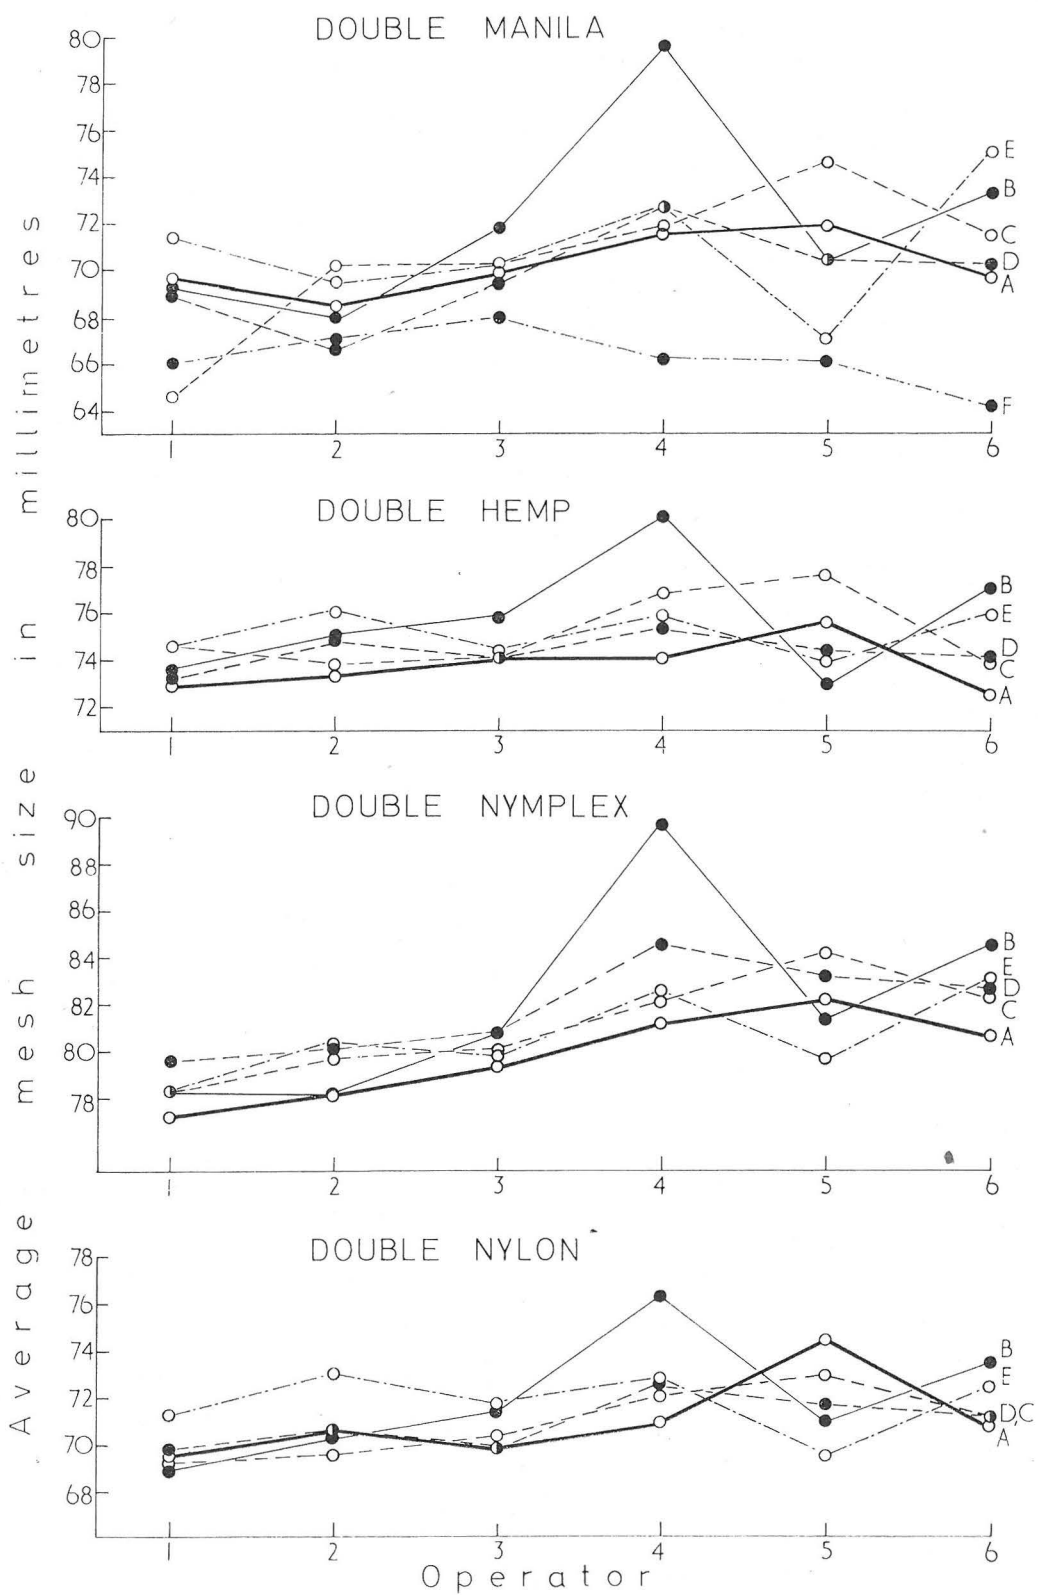 Average mesh size in millimetres
DOUBLE MANILA
80
78
76
74
72
70
68
66
64
E
B
C
D
A
F
1 2 3 4 5 6
DOUBLE HEMP
80
78
76
74
72
B
E
D
C
A
1 2 3 4 5 6
DOUBLE NYMPLEX
90
88
86
84
82
80
78
B
E
D
C
A
1 2 3 4 5 6
DOUBLE NYLON
78
76
74
72
70
68
B
E
D,C
A
1 2 3 4 5 6
Operator